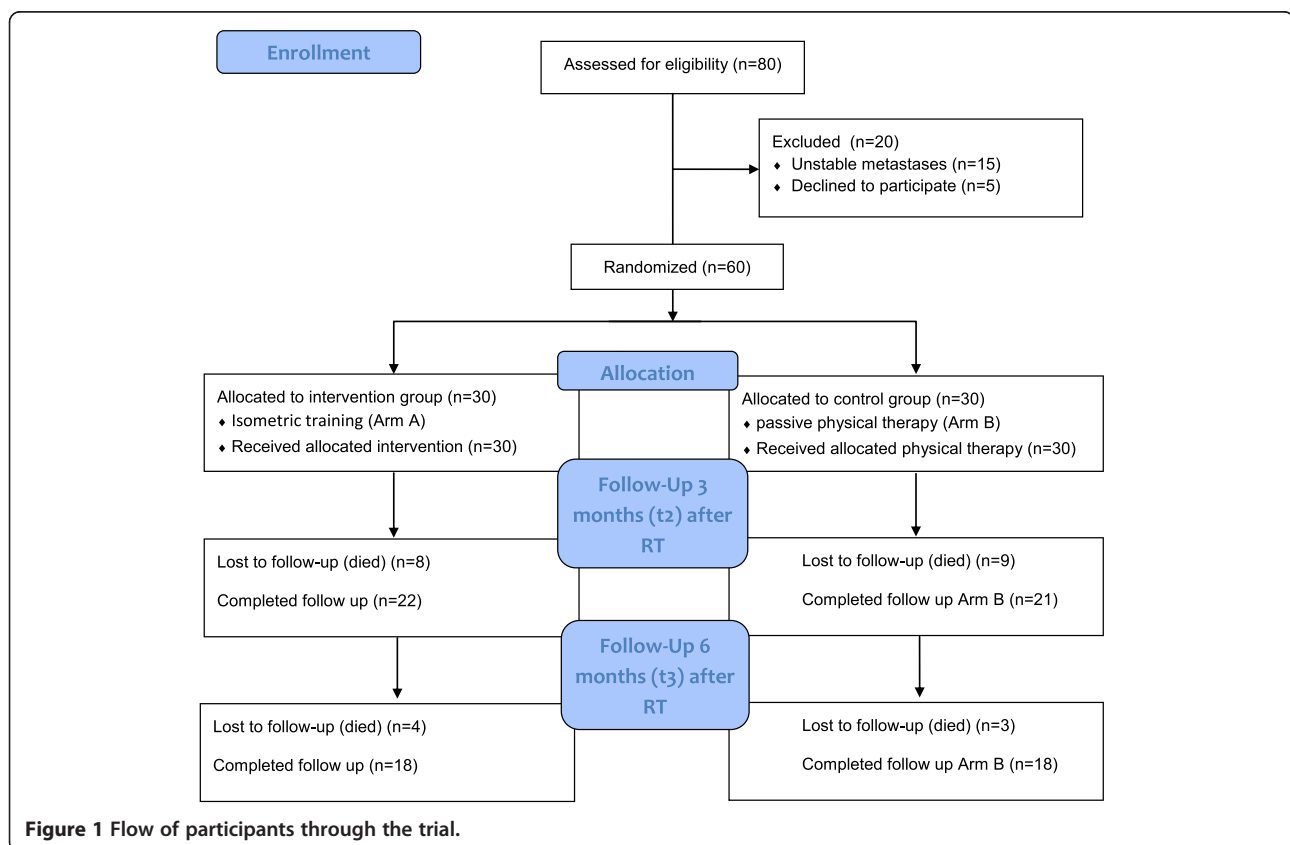 Enrollment
Assessed for eligibility (n=80)
Excluded (n=20)
♦ Unstable metastases (n=15)
♦ Declined to participate (n=5)
Randomized (n=60)
Allocation
Allocated to intervention group (n=30)
♦ Isometric training (Arm A)
♦ Received allocated intervention (n=30)
Allocated to control group (n=30)
♦ passive physical therapy (Arm B)
♦ Received allocated physical therapy (n=30)
Follow-Up 3
months (t2) after
RT
Lost to follow-up (died) (n=8)
Completed follow up (n=22)
Lost to follow-up (died) (n=9)
Completed follow up Arm B (n=21)
Follow-Up 6
months (t3) after
RT
Lost to follow-up (died) (n=4)
Completed follow up (n=18)
Lost to follow-up (died) (n=3)
Completed follow up Arm B (n=18)
Figure 1 Flow of participants through the trial.